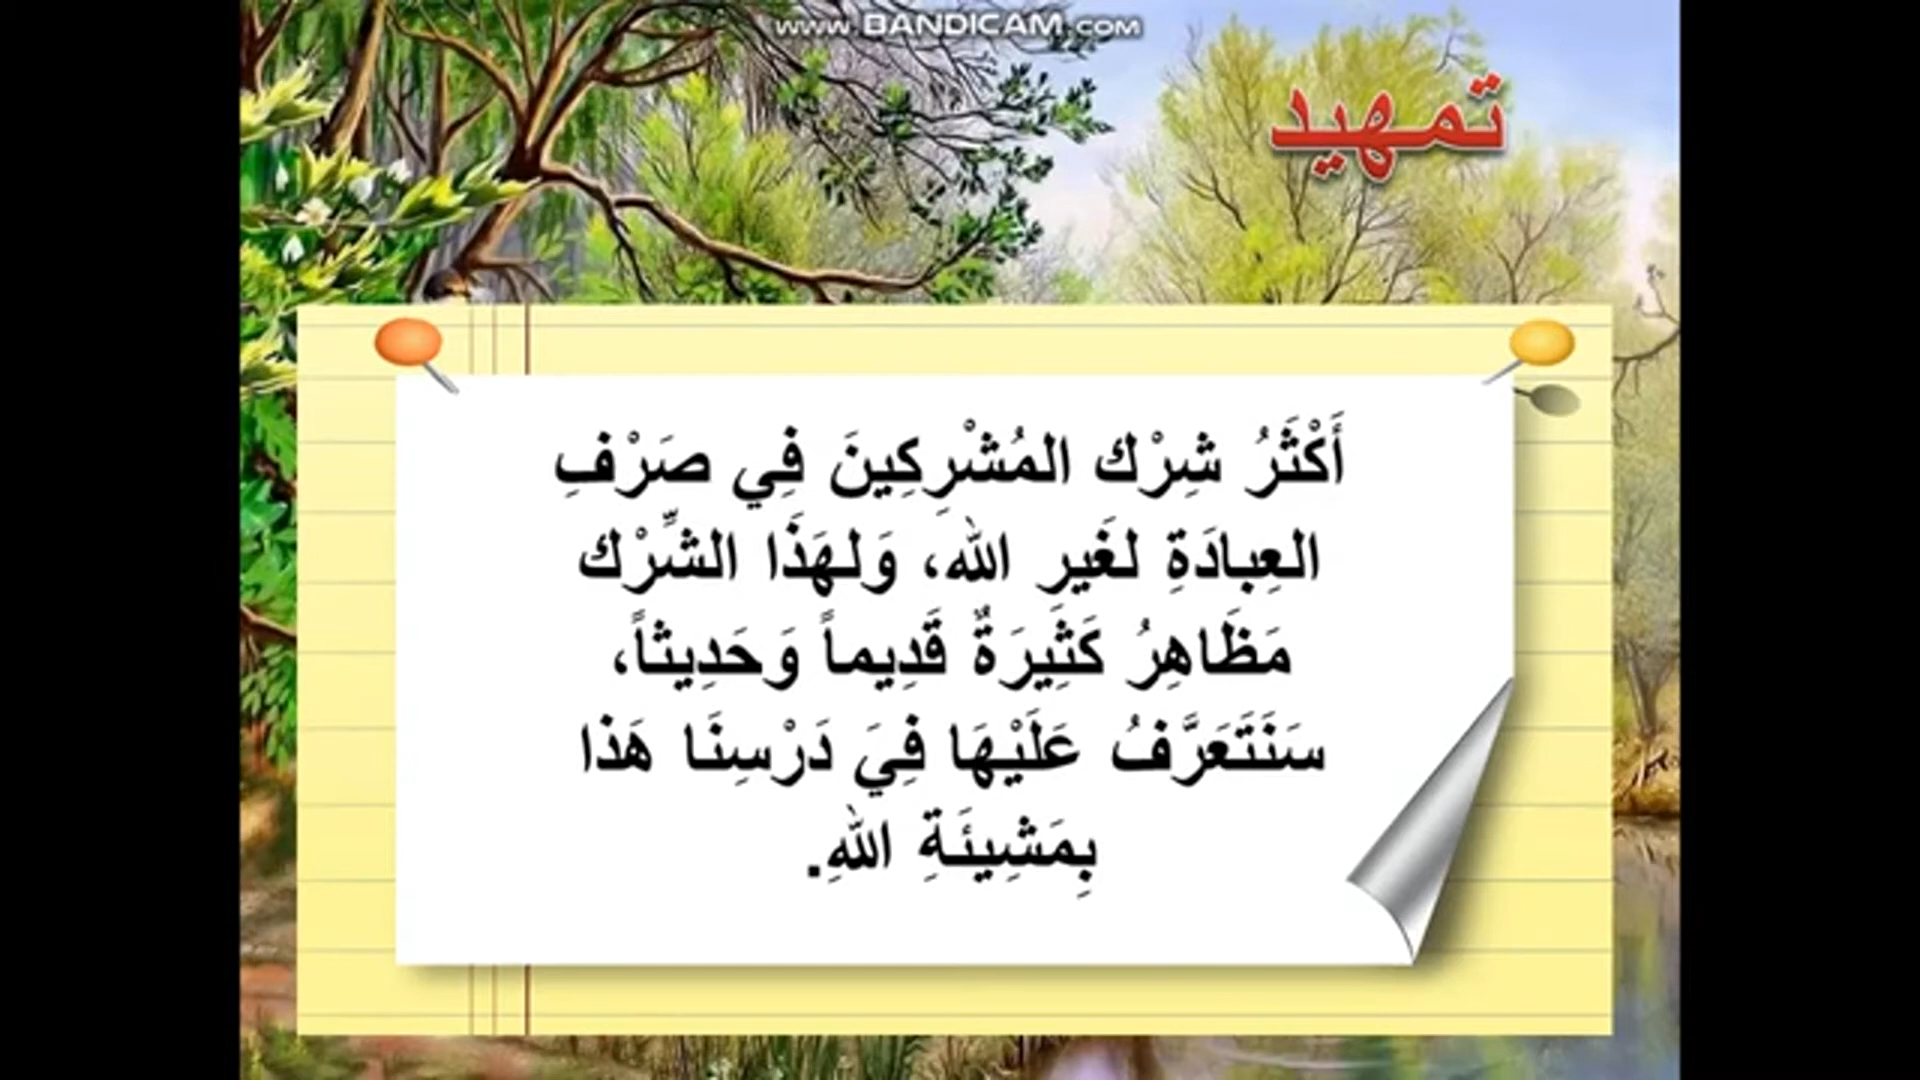 www.BANDICAM.com
تمهيد
أَكْثَرُ شِرْك المُشْرِكِينَ فِي صَرْفِ
العِبادَةِ لغَيرِ الله، وَلهَذَا الشِّرْك
مَظَاهِرُ كَثِيرَةٌ قَدِيماً وَحَدِيثاً،
سَنَتَعَرَّفُ عَلَيْهَا فِيَ دَرْسِنَا هَذا
بِمَشِيئَةِ اللهِ.